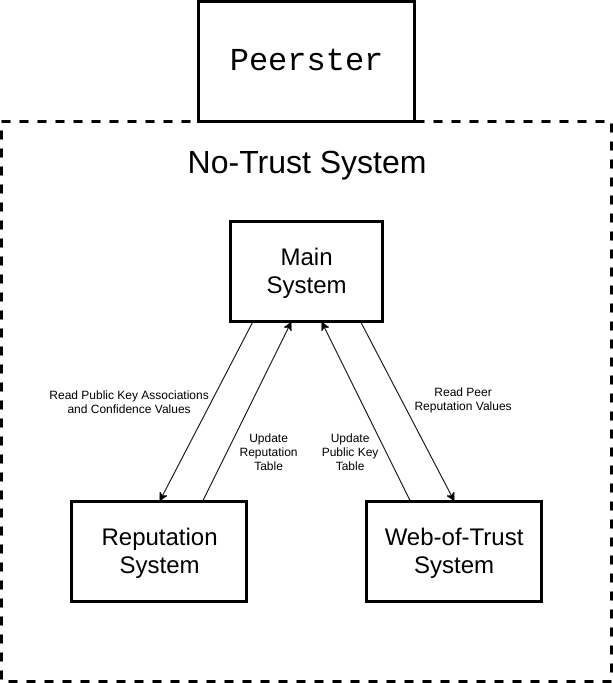 Peerster
No-Trust System
Main
System
Read Public Key Associations
and Confidence Values
Read Peer
Reputation Values
Update
Reputation
Table
Update
Public Key
Table
Reputation
System
Web-of-Trust
System